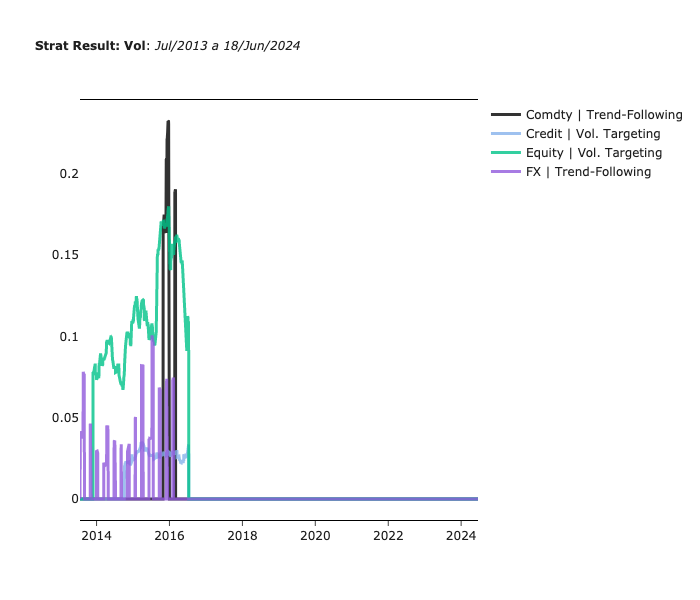 Strat Result: Vol: Jul/2013 a 18/Jun/2024
Comdty | Trend-Following
Credit | Vol. Targeting
Equity | Vol. Targeting
FX | Trend-Following
0.2
0.15
0.1
0.05
0
2014 2016 2018 2020 2022 2024